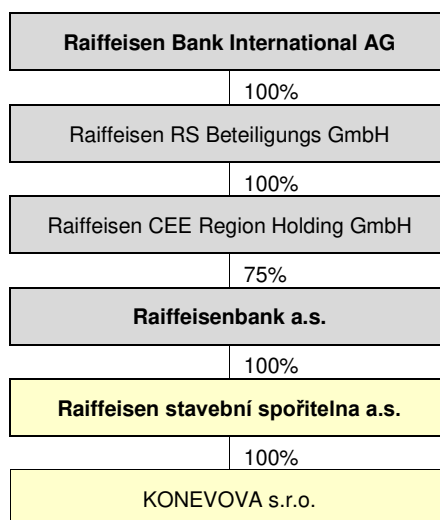 Raiffeisen Bank International AG
100%
Raiffeisen RS Beteiligungs GmbH
100%
Raiffeisen CEE Region Holding GmbH
75%
Raiffeisenbank a.s.
100%
Raiffeisen stavební spořitelna a.s.
100%
KONEVOVA s.r.o.